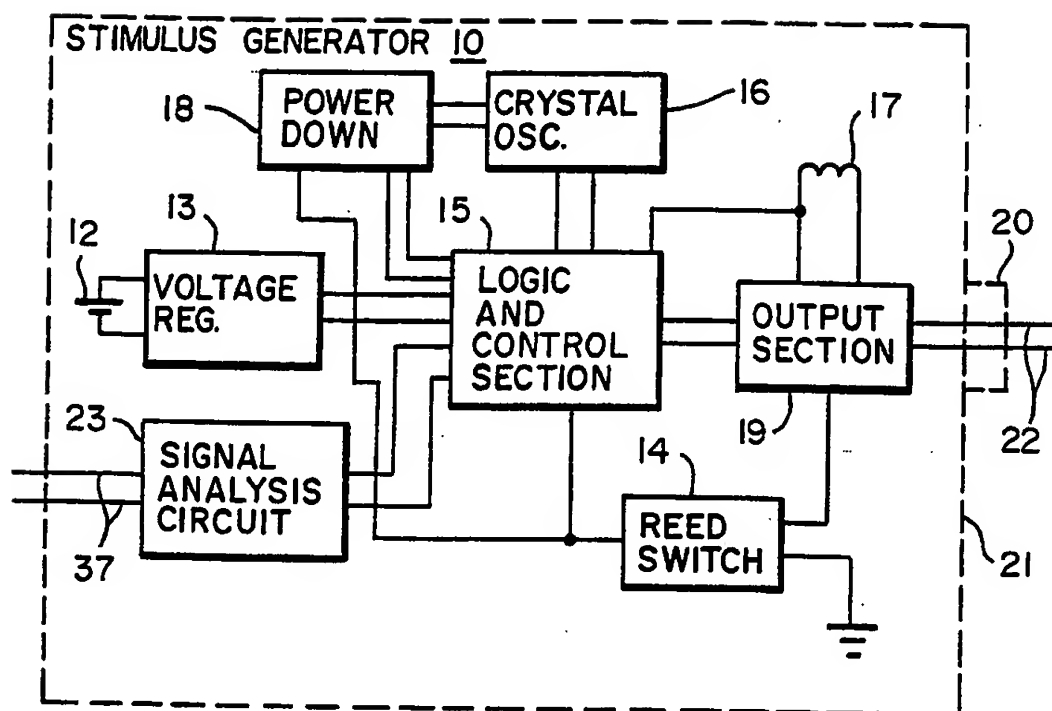 STIMULUS GENERATOR 10
18
POWER
DOWN
CRYSTAL
OSC.
16
17
12
13
VOLTAGE
REG.
15
LOGIC
AND
CONTROL
SECTION
20
OUTPUT
SECTION
19
22
23
SIGNAL
ANALYSIS
CIRCUIT
37
14
REED
SWITCH
21